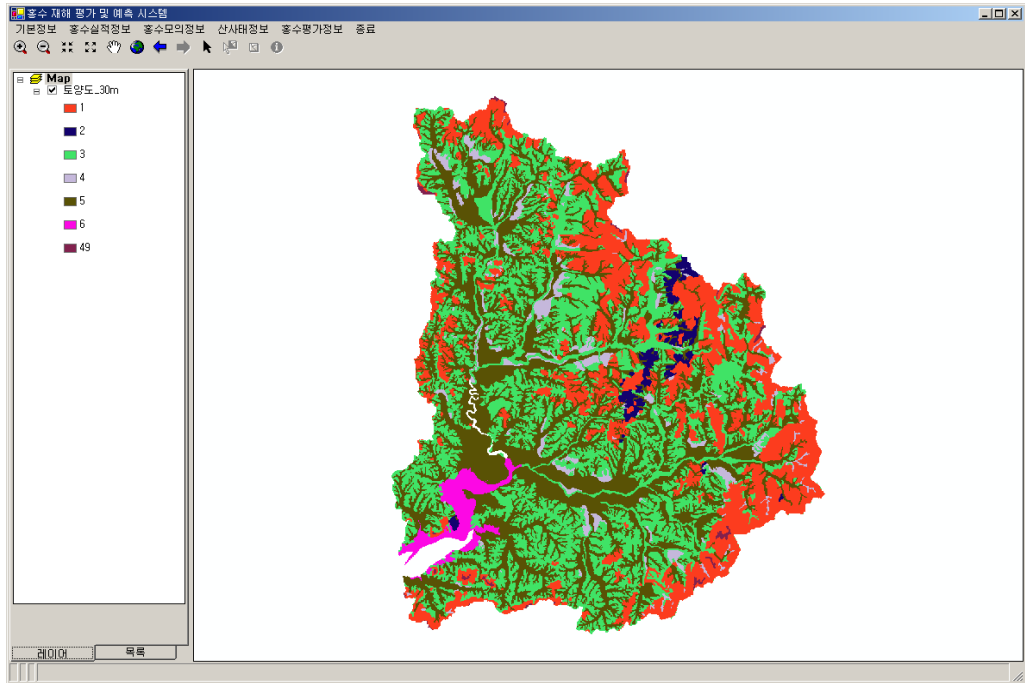 홍수 재해 평가 및 예측 시스템
기본정보 홍수실적정보 홍수모의정보 산사태정보 홍수평가정보 종료
Map
토양도_30m
1
2
3
4
5
6
49
레이어 목록